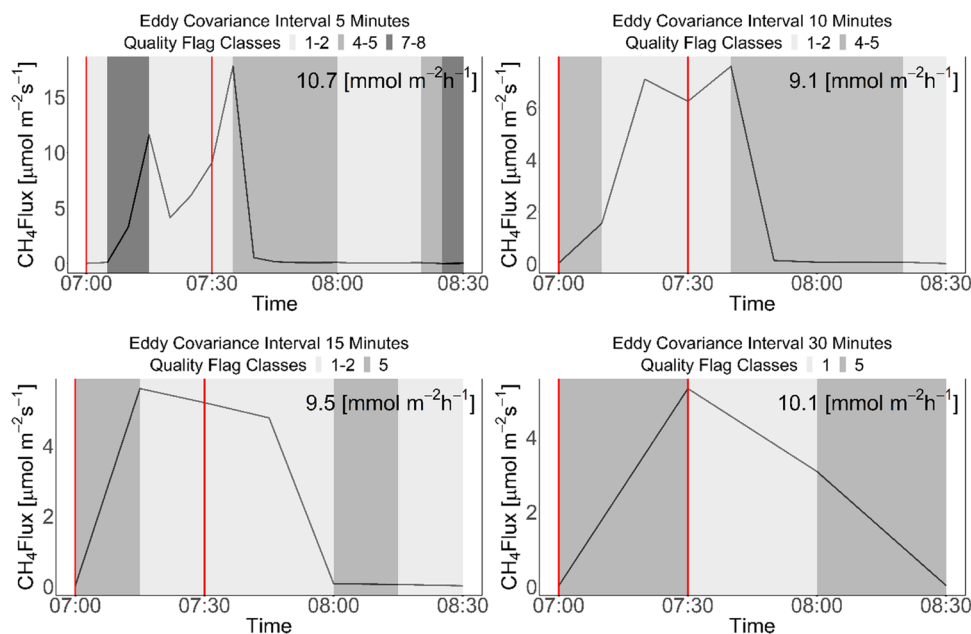 Eddy Covariance Interval 5 Minutes
Quality Flag Classes 1-2 4-5 7-8
10.7 [mmol m⁻²h⁻¹]
CH₄Flux [μmol m⁻²s⁻¹]
15
10
5
0
07:00 07:30 08:00 08:30
Time
Eddy Covariance Interval 10 Minutes
Quality Flag Classes 1-2 4-5
9.1 [mmol m⁻²h⁻¹]
CH₄Flux [μmol m⁻²s⁻¹]
6
4
2
0
07:00 07:30 08:00 08:30
Time
Eddy Covariance Interval 15 Minutes
Quality Flag Classes 1-2 5
9.5 [mmol m⁻²h⁻¹]
CH₄Flux [μmol m⁻²s⁻¹]
4
2
0
07:00 07:30 08:00 08:30
Time
Eddy Covariance Interval 30 Minutes
Quality Flag Classes 1 5
10.1 [mmol m⁻²h⁻¹]
CH₄Flux [μmol m⁻²s⁻¹]
4
2
0
07:00 07:30 08:00 08:30
Time